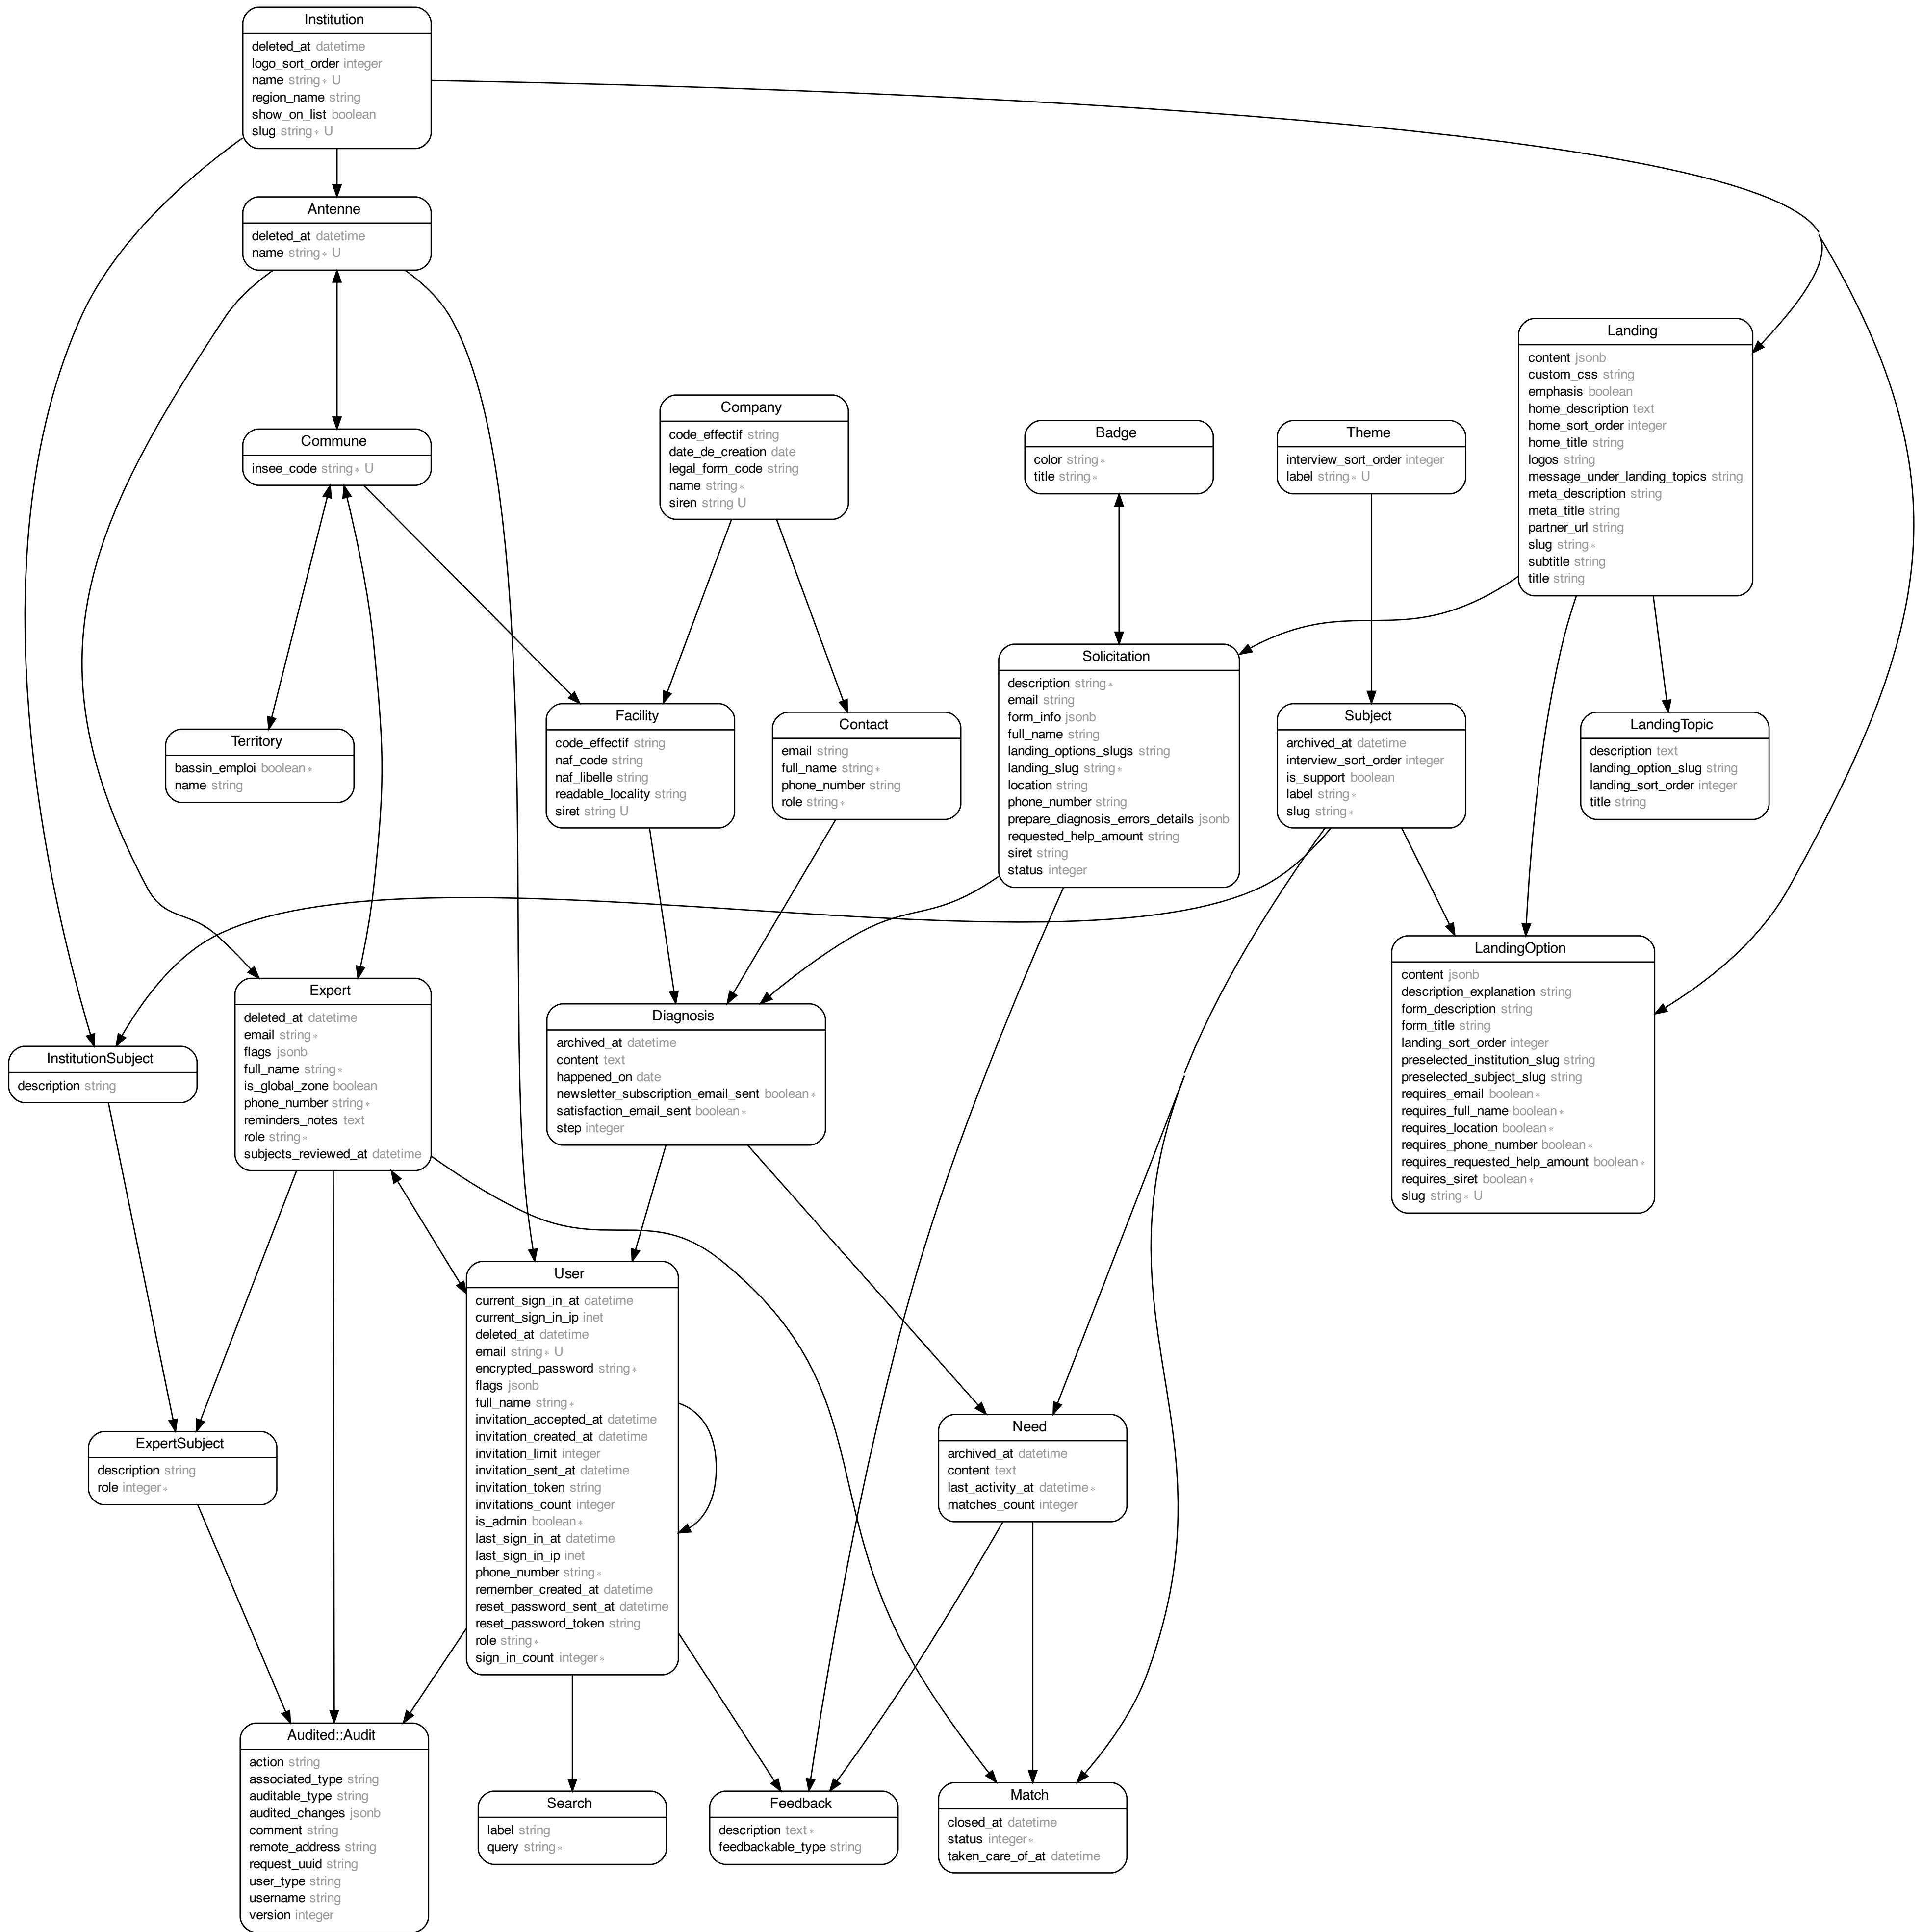 Institution
deleted_at datetime
logo_sort_order integer
name string∗ U
region_name string
show_on_list boolean
slug string∗ U
Antenne
deleted_at datetime
name string∗ U
Landing
content jsonb
custom_css string
emphasis boolean
home_description text
home_sort_order integer
home_title string
logos string
message_under_landing_topics string
meta_description string
meta_title string
partner_url string
slug string∗
subtitle string
title string
Company
code_effectif string
date_de_creation date
legal_form_code string
name string∗
siren string U
Badge
color string∗
title string∗
Theme
interview_sort_order integer
label string∗ U
Commune
insee_code string∗ U
Solicitation
description string∗
email string
form_info jsonb
full_name string
landing_options_slugs string
landing_slug string∗
location string
phone_number string
prepare_diagnosis_errors_details jsonb
requested_help_amount string
siret string
status integer
Facility
code_effectif string
naf_code string
naf_libelle string
readable_locality string
siret string U
Contact
email string
full_name string∗
phone_number string
role string∗
Subject
archived_at datetime
interview_sort_order integer
is_support boolean
label string∗
slug string∗
LandingTopic
description text
landing_option_slug string
landing_sort_order integer
title string
Territory
bassin_emploi boolean∗
name string
LandingOption
content jsonb
description_explanation string
form_description string
form_title string
landing_sort_order integer
preselected_institution_slug string
preselected_subject_slug string
requires_email boolean∗
requires_full_name boolean∗
requires_location boolean∗
requires_phone_number boolean∗
requires_requested_help_amount boolean∗
requires_siret boolean∗
slug string∗ U
Expert
deleted_at datetime
email string∗
flags jsonb
full_name string∗
is_global_zone boolean
phone_number string∗
reminders_notes text
role string∗
subjects_reviewed_at datetime
Diagnosis
archived_at datetime
content text
happened_on date
newsletter_subscription_email_sent boolean∗
satisfaction_email_sent boolean∗
step integer
InstitutionSubject
description string
User
current_sign_in_at datetime
current_sign_in_ip inet
deleted_at datetime
email string∗ U
encrypted_password string∗
flags jsonb
full_name string∗
invitation_accepted_at datetime
invitation_created_at datetime
invitation_limit integer
invitation_sent_at datetime
invitation_token string
invitations_count integer
is_admin boolean∗
last_sign_in_at datetime
last_sign_in_ip inet
phone_number string∗
remember_created_at datetime
reset_password_sent_at datetime
reset_password_token string
role string∗
sign_in_count integer∗
Need
archived_at datetime
content text
last_activity_at datetime∗
matches_count integer
ExpertSubject
description string
role integer∗
Audited::Audit
action string
associated_type string
auditable_type string
audited_changes jsonb
comment string
remote_address string
request_uuid string
user_type string
username string
version integer
Search
label string
query string∗
Feedback
description text∗
feedbackable_type string
Match
closed_at datetime
status integer∗
taken_care_of_at datetime